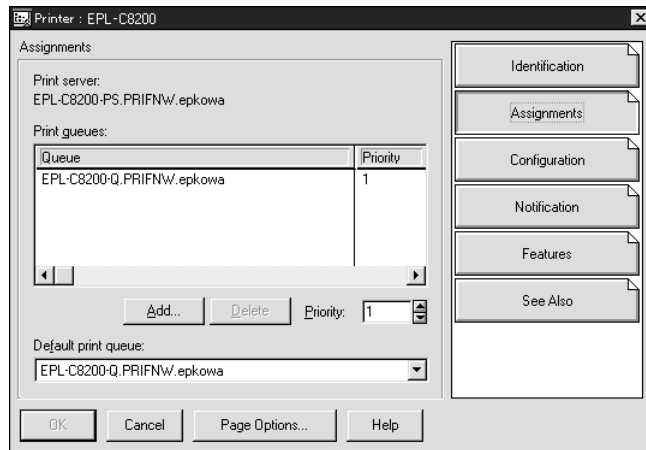 Printer : EPL-C8200
Assignments
Print server:
EPL-C8200-PS.PRIFNW.epkowa
Print queues:
Queue Priority
EPL-C8200-Q.PRIFNW.epkowa 1
Add... Delete Priority: 1
Default print queue:
EPL-C8200-Q.PRIFNW.epkowa
OK Cancel Page Options... Help
Identification
Assignments
Configuration
Notification
Features
See Also